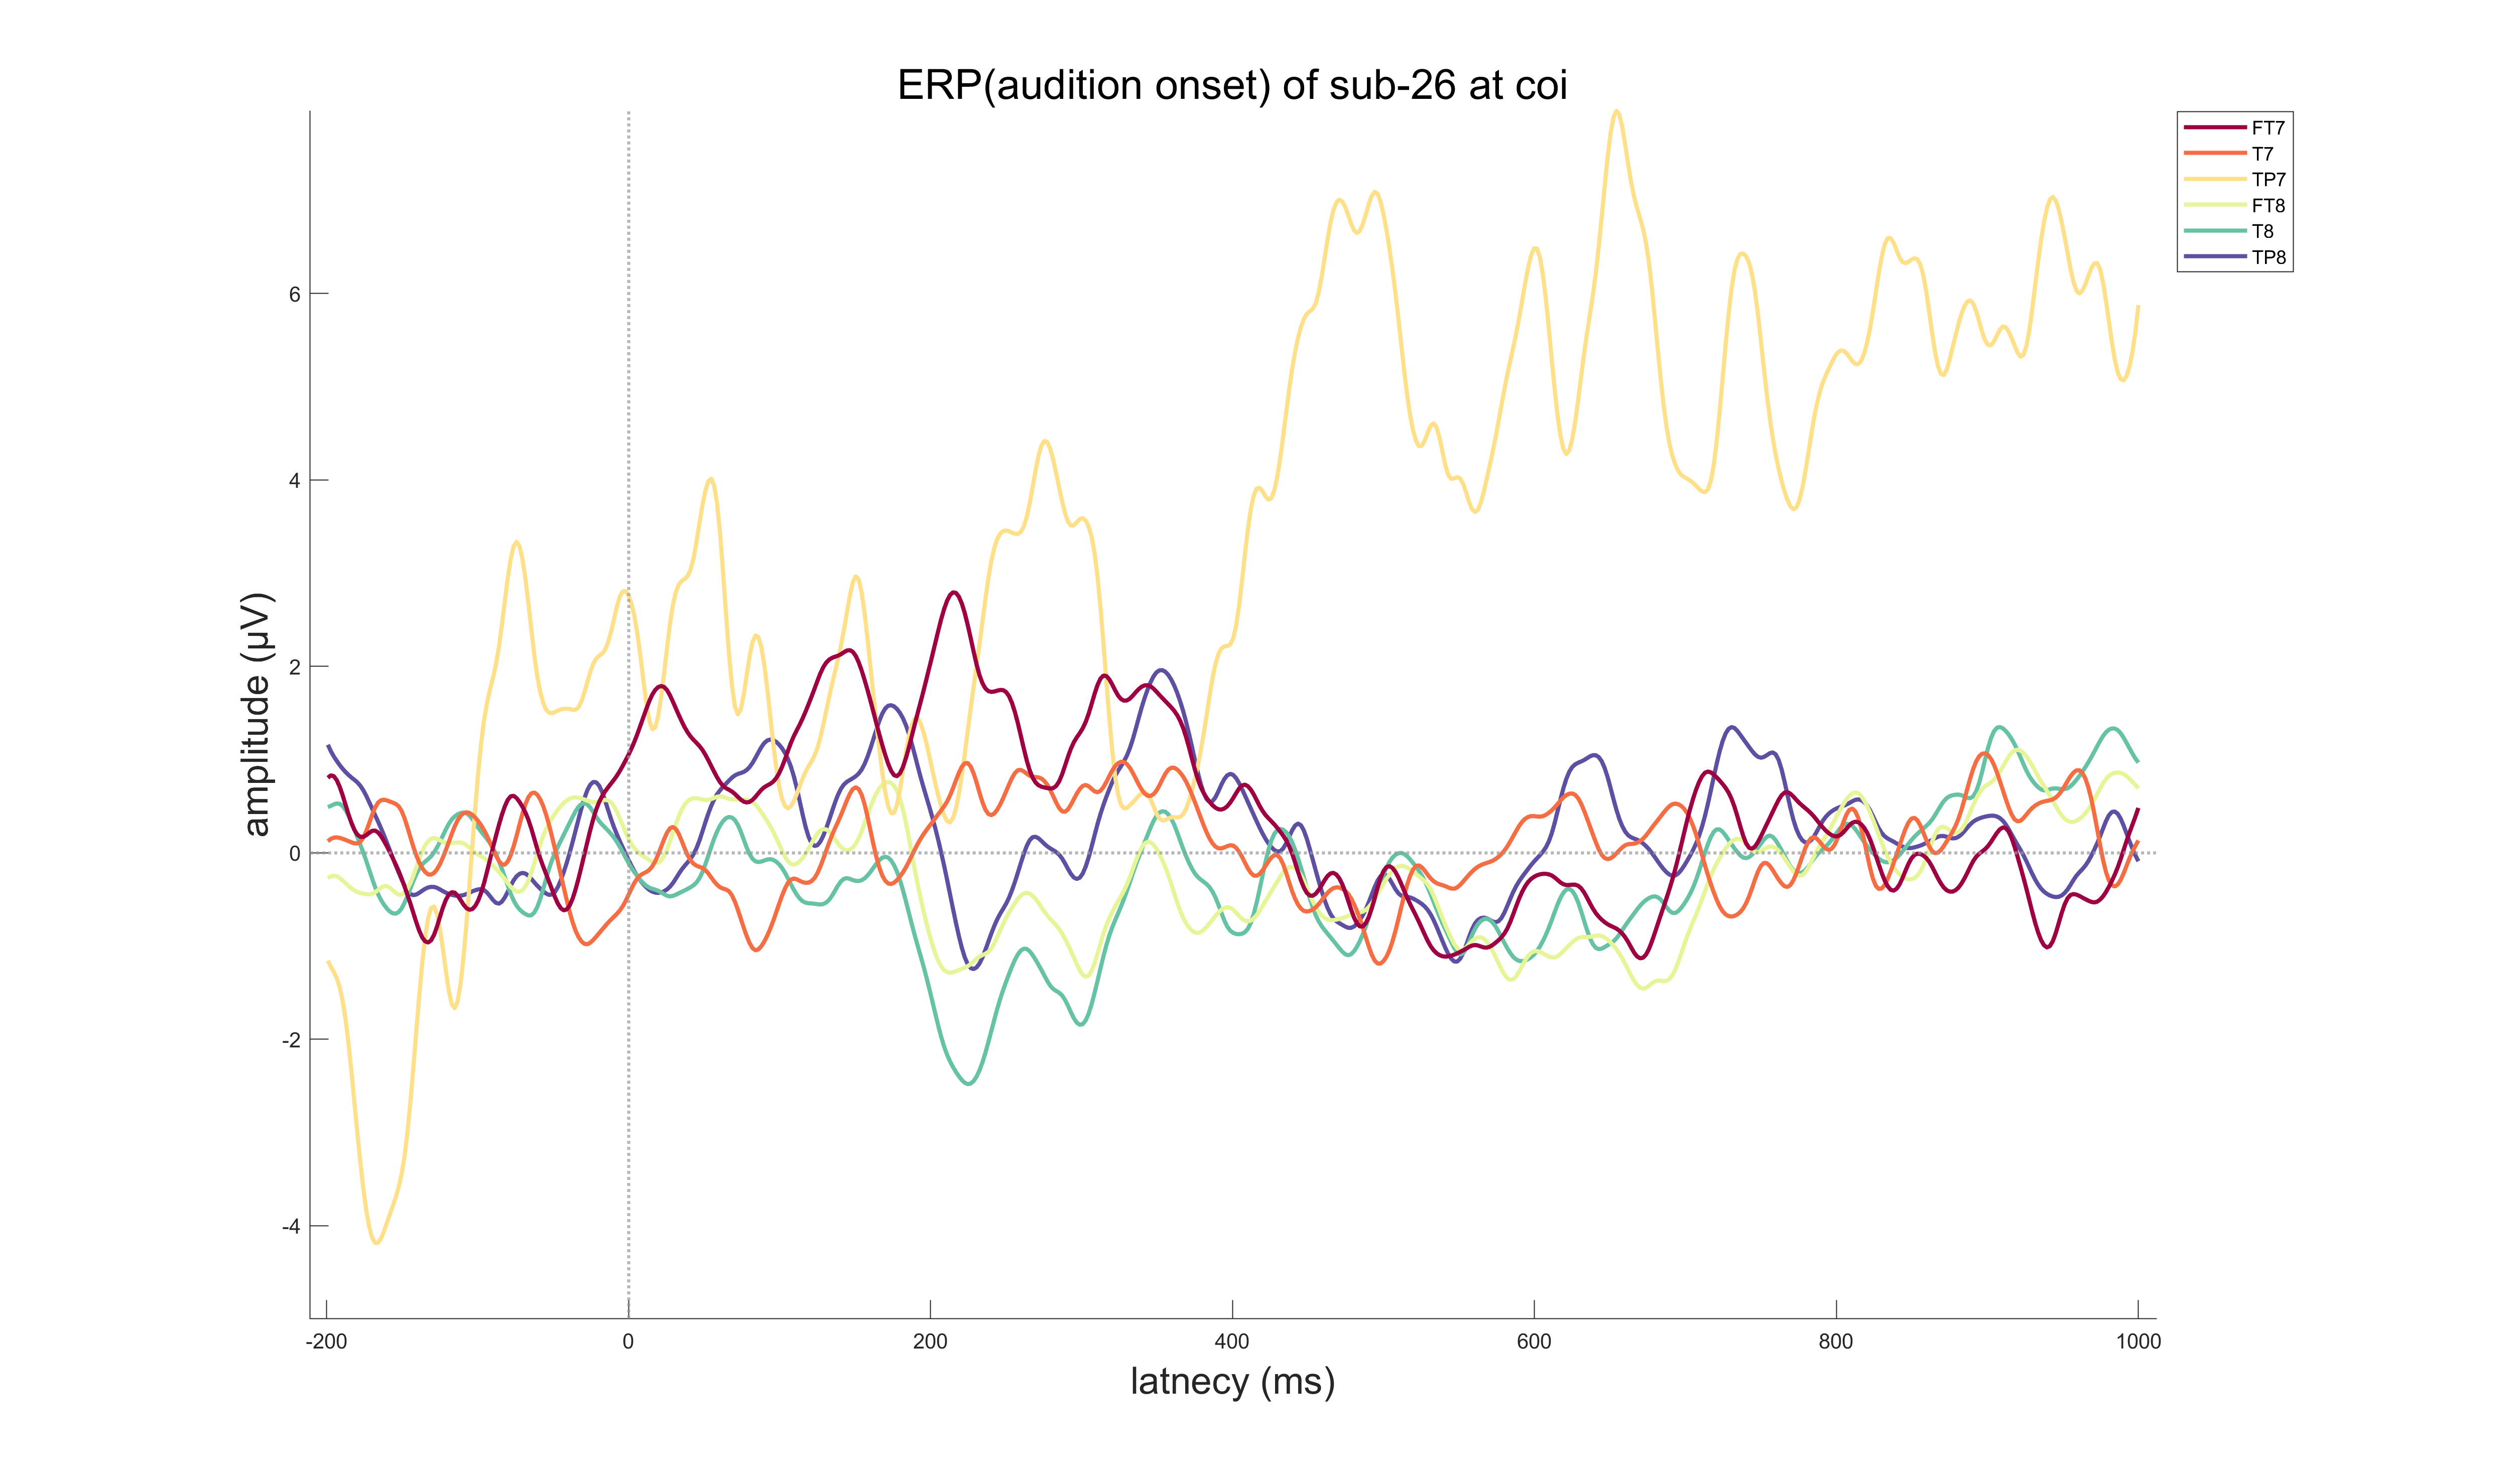 ERP(audition onset) of sub-26 at coi
FT7
T7
TP7
FT8
T8
TP8
amplitude (µV)
6
4
2
0
-2
-4
-200
0
200
400
600
800
1000
latnecy (ms)